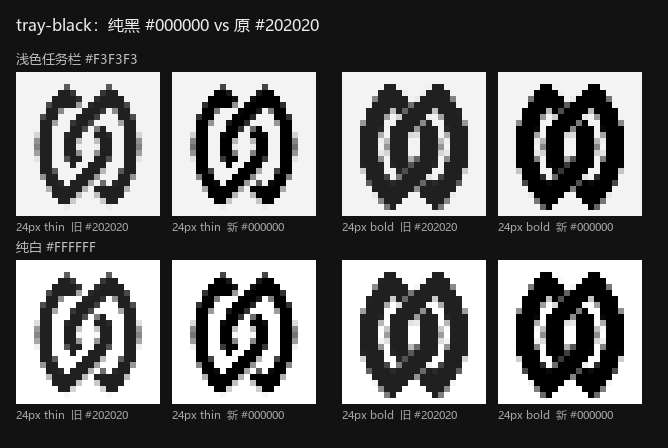 tray-black：纯黑 #000000 vs 原 #202020
浅色任务栏 #F3F3F3
24px thin 旧 #202020
24px thin 新 #000000
24px bold 旧 #202020
24px bold 新 #000000
纯白 #FFFFFF
24px thin 旧 #202020
24px thin 新 #000000
24px bold 旧 #202020
24px bold 新 #000000